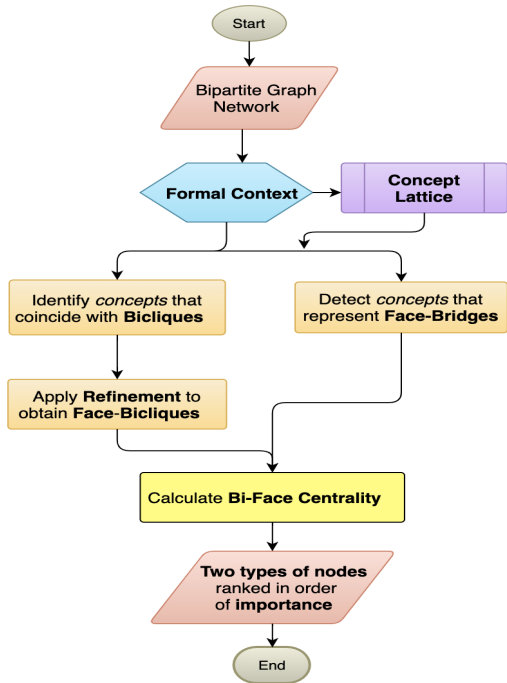 Start
Bipartite Graph
Network
Formal Context
Concept
Lattice
Identify concepts that
coincide with Bicliques
Detect concepts that
represent Face-Bridges
Apply Refinement to
obtain Face-Bicliques
Calculate Bi-Face Centrality
Two types of nodes
ranked in order
of importance
End